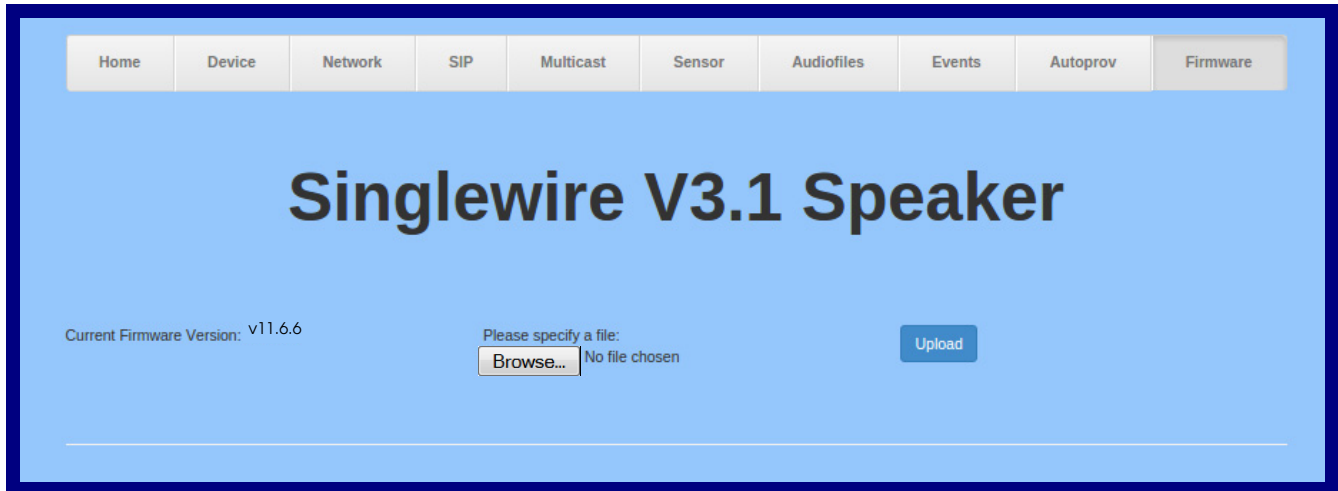 Home Device Network SIP Multicast Sensor Audiofiles Events Autoprov Firmware
Singlewire V3.1 Speaker
Current Firmware Version: v11.6.6
Please specify a file:
Browse... No file chosen
Upload